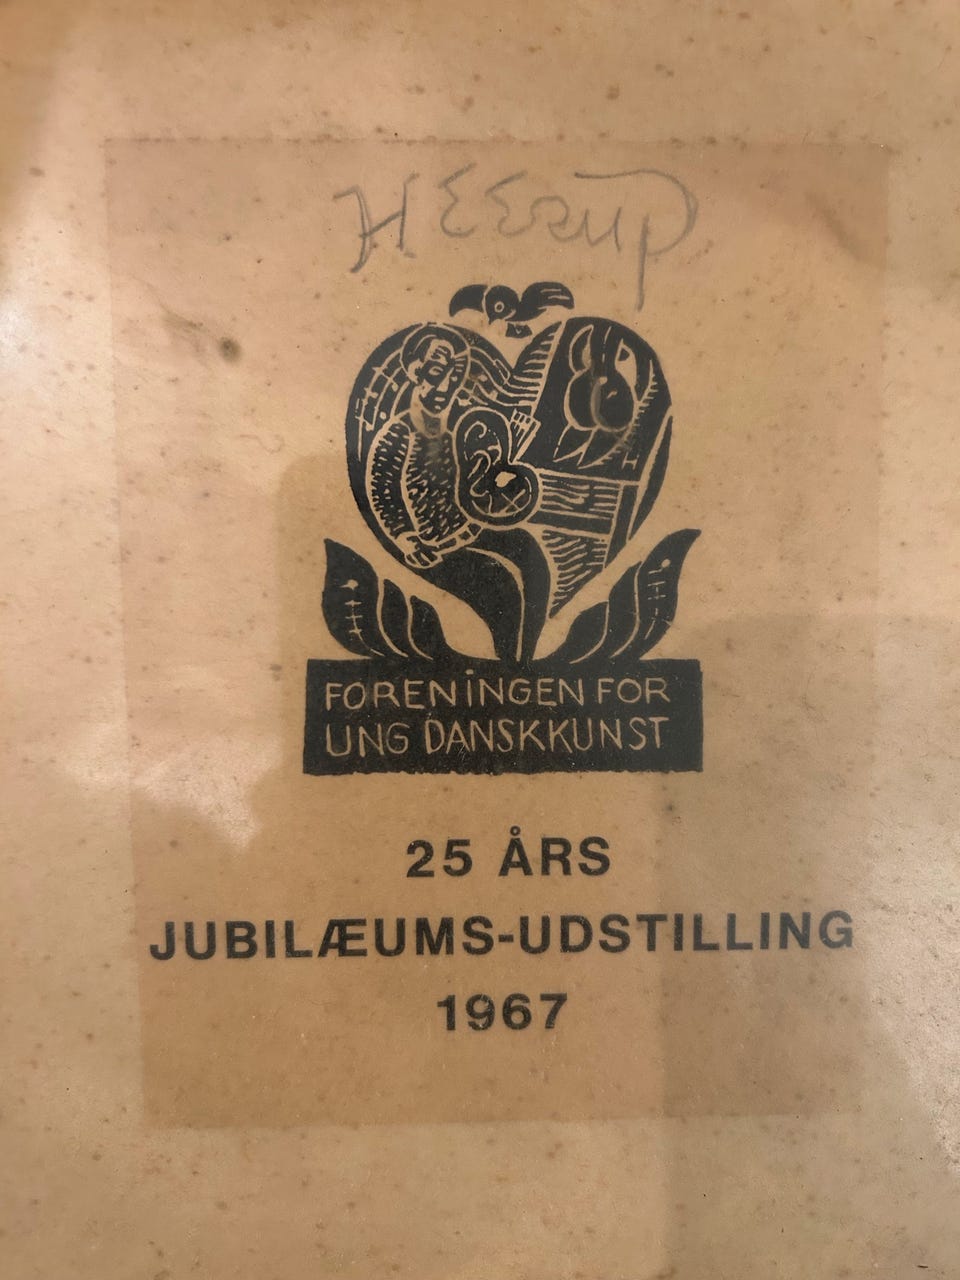 HEErup
FORENiNGEN FOR
UNG DANSKKUNST
25 ÅRS
JUBILÆUMS-UDSTILLING
1967